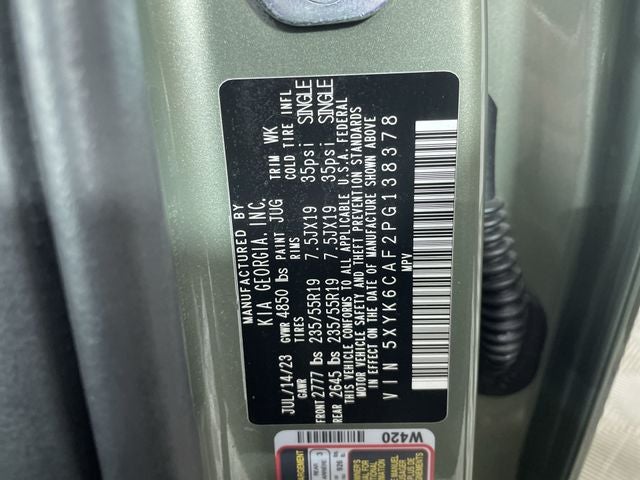 MANUFACTURED BY
KIA GEORGIA, INC.
JUL/14/23 GVWR 4850 lbs PAINT JUG TRIM WK
GAWR TIRES RIMS COLD TIRE INFL
FRONT 2777 lbs 235/55R19 7.5JX19 35psi SINGLE
REAR 2645 lbs 235/55R19 7.5JX19 35psi SINGLE
THIS VEHICLE CONFORMS TO ALL APPLICABLE U.S.A. FEDERAL
MOTOR VEHICLE SAFETY AND THEFT PREVENTION STANDARDS
IN EFFECT ON THE DATE OF MANUFACTURE SHOWN ABOVE
VIN 5XYK6CAF2PG138378
MPV
W420
REAR
3
926